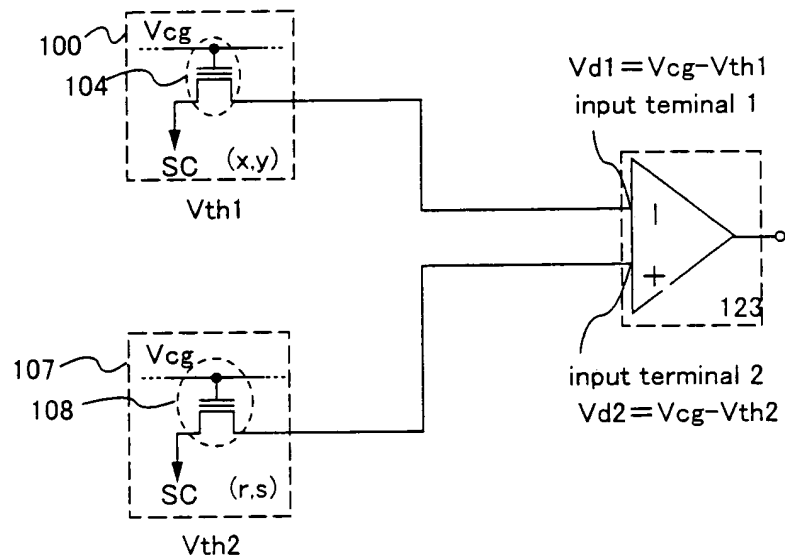 100
Vcg
104
SC
(x,y)
Vth1
Vd1=Vcg-Vth1
input teminal 1
−
+
123
107
Vcg
108
SC
(r,s)
Vth2
input terminal 2
Vd2=Vcg-Vth2